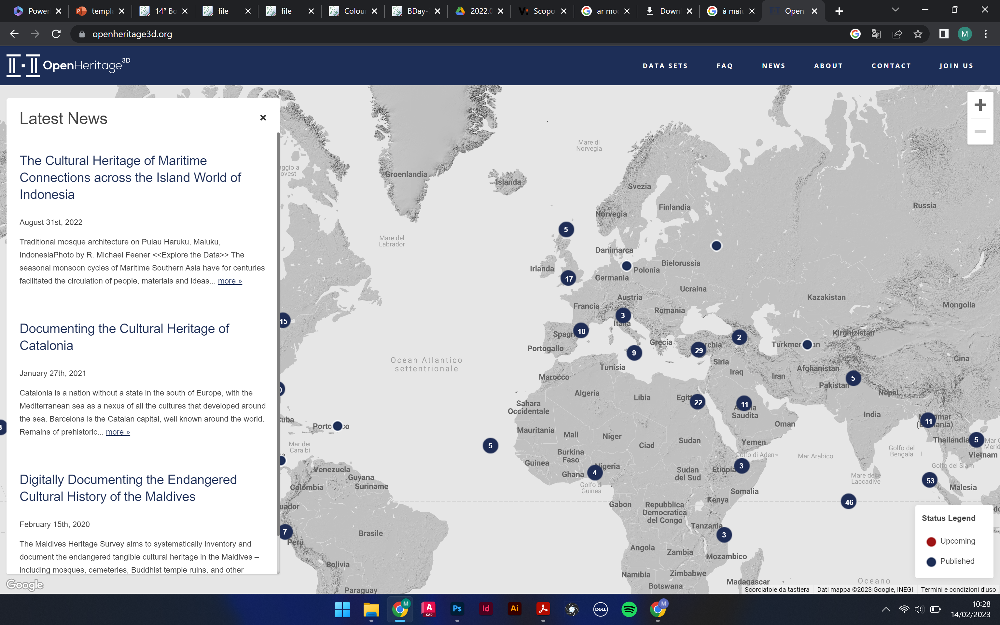 Power
templ
14° Bo
file
file
Colou
BDay-
2022.0
Scopo
ar mo
Down
à mai
Open
openheritage3d.org
M
OpenHeritage3D
DATA SETS
FAQ
NEWS
ABOUT
CONTACT
JOIN US
Latest News
The Cultural Heritage of Maritime
Connections across the Island World of
Indonesia
August 31st, 2022
Traditional mosque architecture on Pulau Haruku, Maluku,
IndonesiaPhoto by R. Michael Feener <<Explore the Data>> The
seasonal monsoon cycles of Maritime Southern Asia have for centuries
facilitated the circulation of people, materials and ideas... more »
Documenting the Cultural Heritage of
Catalonia
January 27th, 2021
Catalonia is a nation without a state in the south of Europe, with the
Mediterranean sea as a nexus of all the cultures that developed around
the sea. Barcelona is the Catalan capital, well known around the world.
Remains of prehistoric... more »
Digitally Documenting the Endangered
Cultural History of the Maldives
February 15th, 2020
The Maldives Heritage Survey aims to systematically inventory and
document the endangered tangible cultural heritage in the Maldives –
including mosques, cemeteries, Buddhist temple ruins, and other
Google
aggio a
ovest
Groenlandia
Islanda
Mare di
Norvegia
Svezia
Finlandia
Norvegia
Russia
Mare del
Labrador
5
Danimarca
Bielorussia
Irlanda
Polonia
17
Germania
Ucraina
Austria
Kazakistan
Francia
Romania
Mongolia
3
Italia
15
10
Spagn
Kirghizistan
2
Grecia
rchia
Turkmen
an
Portogallo
29
9
Ocean Atlantico
settentrionale
Siria
Cina
Tunisia
Afghanistan
Iraq
Iran
Marocco
5
Pakistan
Algeria
Libia
Egitt
22
11
Nepal
Sahara
Occidentale
Saudita
India
11
Oman
uba
Porto
co
Mauritania
Mali
Niger
Ciad
Sudan
Yemen
Thailandia
5
Mar dei
Caraibi
5
Burkina
Faso
Golfo di Aden
Mar Arabico
Golfo del
Bengala
Vietnam
Guinea
3
Golfo del Siam
Venezuela
Nigeria
Ghana
4
Etiopia
Sudan
del Sud
Guyana
Suriname
Colombia
Golfo di
Guinea
Mare delle
Laccadive
53
Malesia
Somalia
46
uador
Gabon
Repubblica
Democratica
del Congo
Kenya
7
Perù
Brasile
Tanzania
3
Angola
Zambia
Mozambico
Bolivia
Namibia
Zimbabwe
Botswana
Madagascar
Paraguay
Oceano
Status Legend
Upcoming
Published
Scorciatoie da tastiera
Dati mappa ©2023 Google, INEGI
Termini e condizioni d'uso
M
A
CAD
Ps
Id
Ai
DELL
M
10:28
14/02/2023